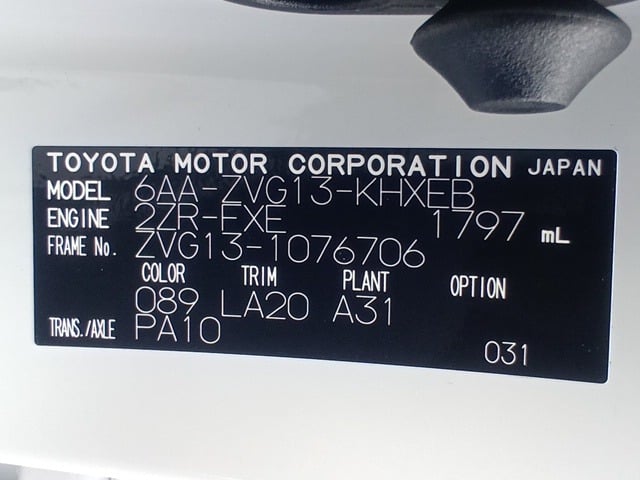 TOYOTA MOTOR CORPORATION JAPAN
MODEL 6AA-ZVG13-KHXEB
ENGINE 2ZR-FXE 1797 mL
FRAME No. ZVG13-1076706
COLOR TRIM PLANT OPTION
089 LA20 A31
TRANS./AXLE PA10
031